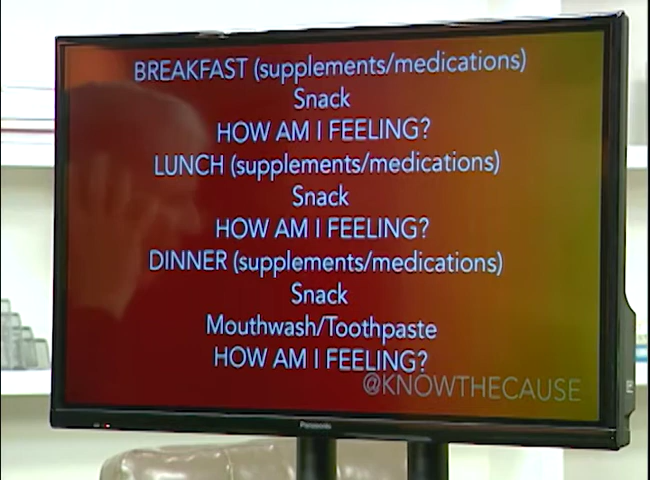 BREAKFAST (supplements/medications)
Snack
HOW AM I FEELING?
LUNCH (supplements/medications)
Snack
HOW AM I FEELING?
DINNER (supplements/medications)
Snack
Mouthwash/Toothpaste
HOW AM I FEELING?
@KNOWTHECAUSE
Panasonic